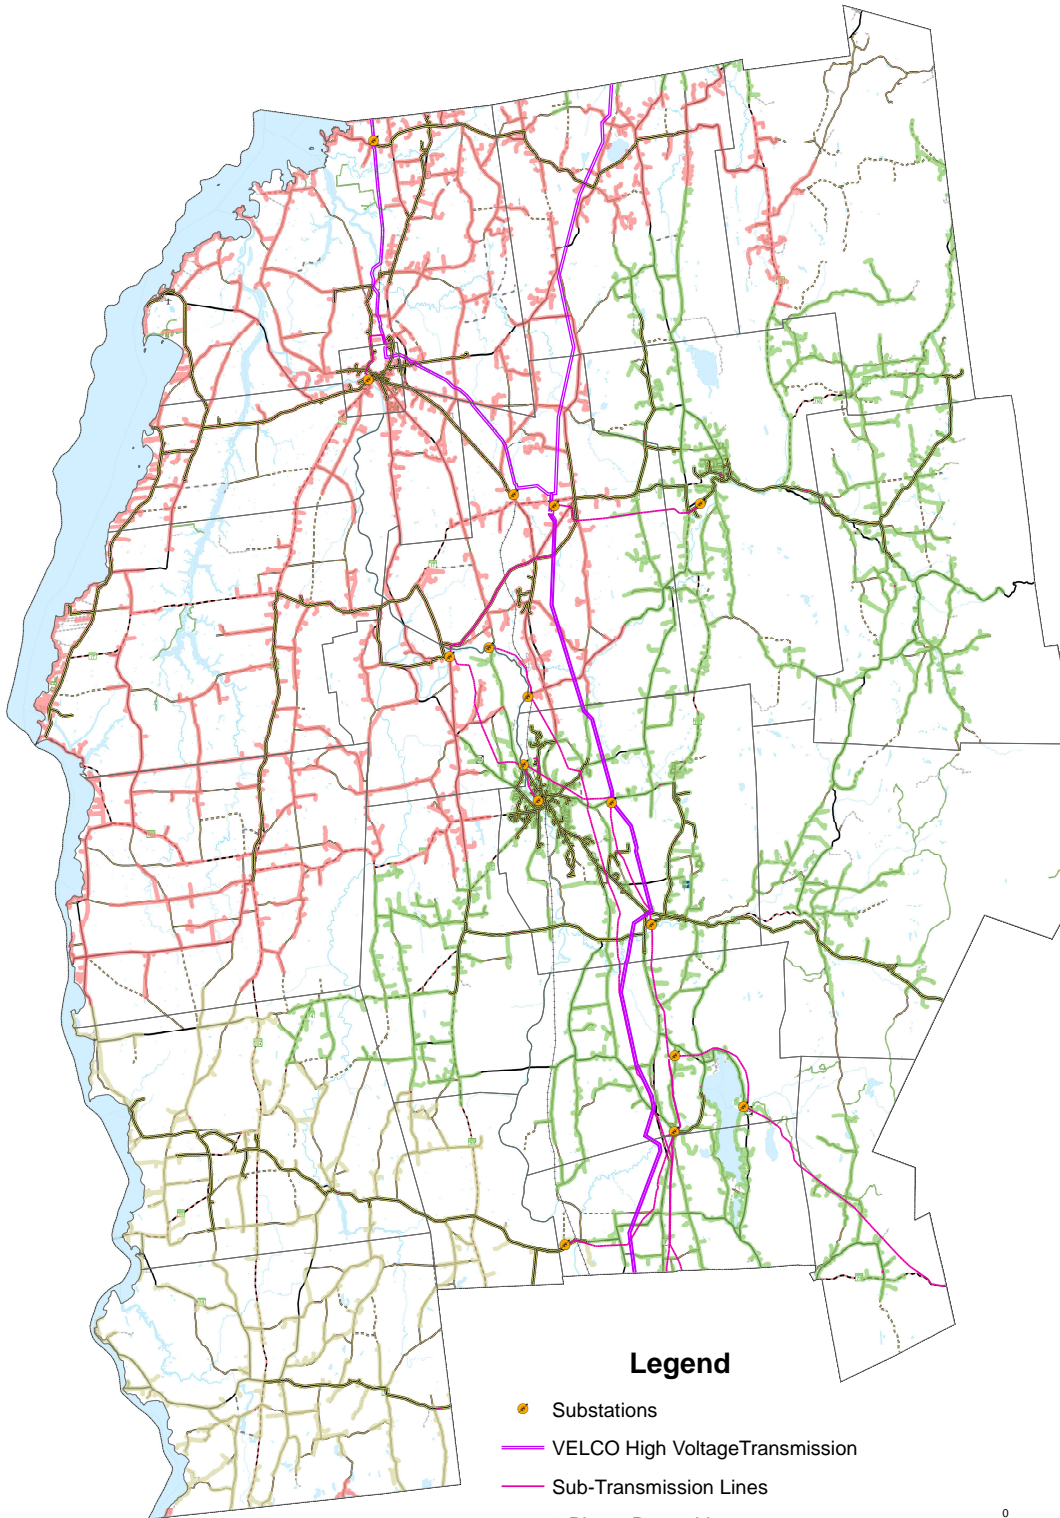 Legend
Substations
VELCO High VoltageTransmission
Sub-Transmission Lines
0